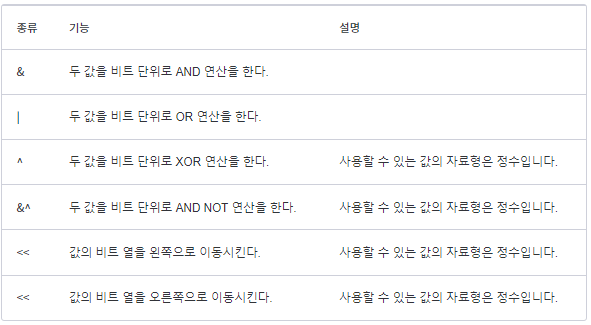 종류 기능 설명
& 두 값을 비트 단위로 AND 연산을 한다.
| 두 값을 비트 단위로 OR 연산을 한다.
^ 두 값을 비트 단위로 XOR 연산을 한다. 사용할 수 있는 값의 자료형은 정수입니다.
&^ 두 값을 비트 단위로 AND NOT 연산을 한다. 사용할 수 있는 값의 자료형은 정수입니다.
<< 값의 비트 열을 왼쪽으로 이동시킨다. 사용할 수 있는 값의 자료형은 정수입니다.
<< 값의 비트 열을 오른쪽으로 이동시킨다. 사용할 수 있는 값의 자료형은 정수입니다.